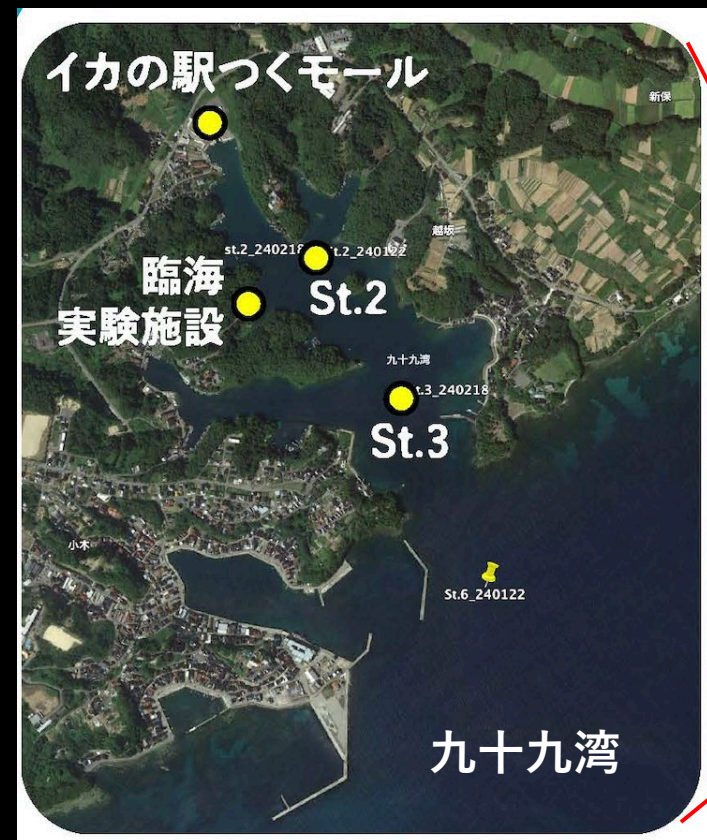 イカの駅つくモール
新保
越坂
st.2_240218
t.2_240122
臨海
実験施設
St.2
九十九湾
t.3_240218
St.3
小木
St.6_240122
九十九湾